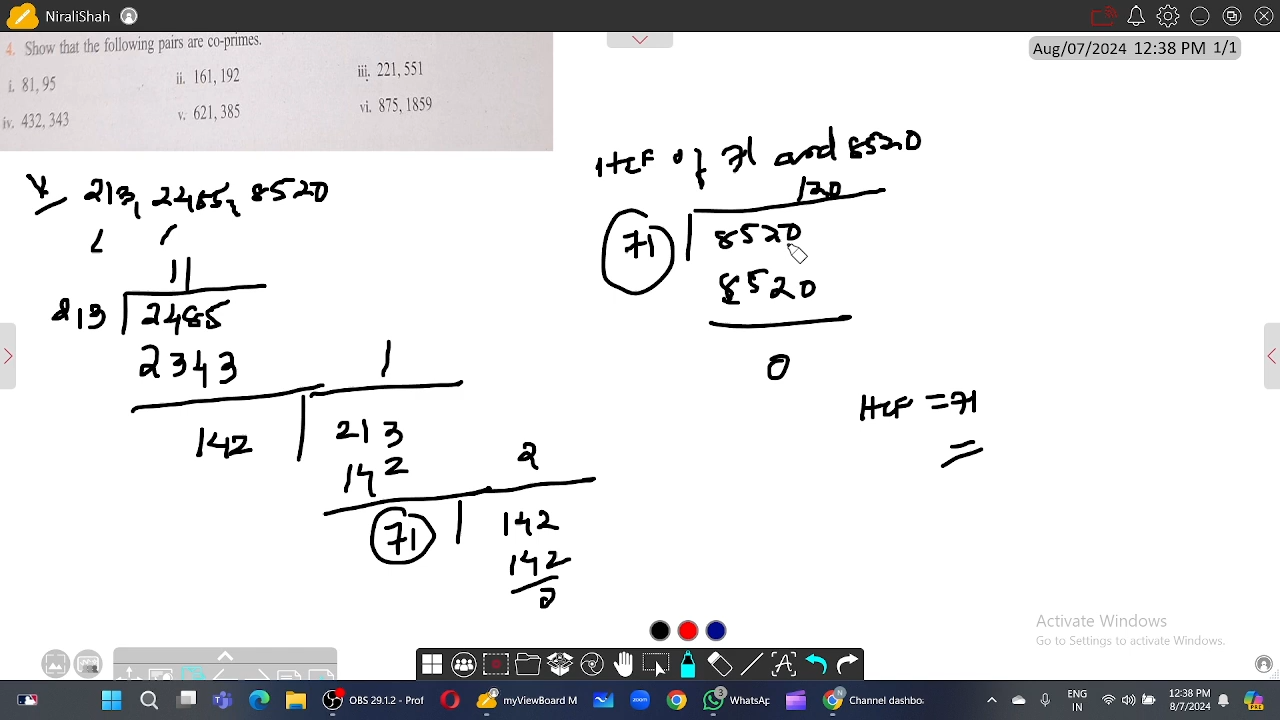 NiraliShah
Aug/07/2024 12:38 PM 1/1
4. Show that the following pairs are co-primes.
i. 81, 95 ii. 161, 192 iii. 221, 551
iv. 432, 343 v. 621, 385 vi. 875, 1859
HCF of 71 and 8520
213, 2485, 8520
120
71 8520
8520
0
HCF = 71
11
213 2485
2343
1
142 213
142
2
71 142
142
0
Activate Windows
Go to Settings to activate Windows.
OBS 29.1.2 - Prof
myViewBoard M
WhatsAp
Channel dashbo
ENG
IN
12:38 PM
8/7/2024